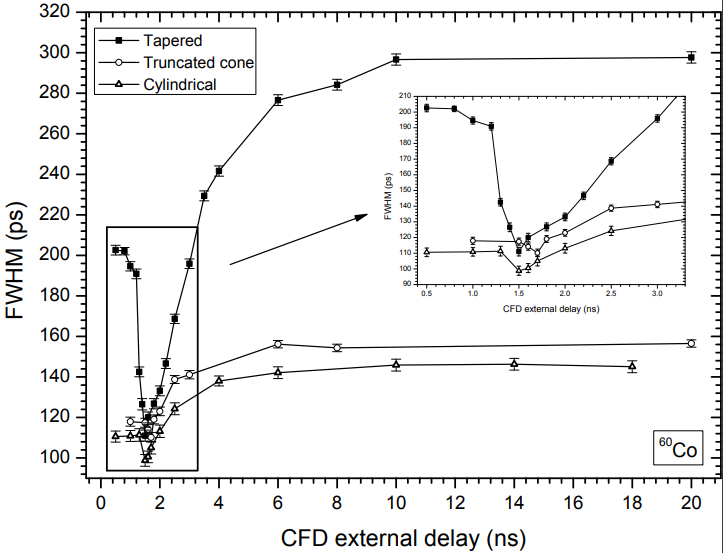 320
300
280
260
240
220
200
180
160
140
120
100
FWHM (ps)
Tapered
Truncated cone
Cylindrical
210
200
190
180
170
160
150
140
130
120
110
100
90
FWHM (ps)
0.5 1.0 1.5 2.0 2.5 3.0
CFD external delay (ns)
60Co
0 2 4 6 8 10 12 14 16 18 20
CFD external delay (ns)